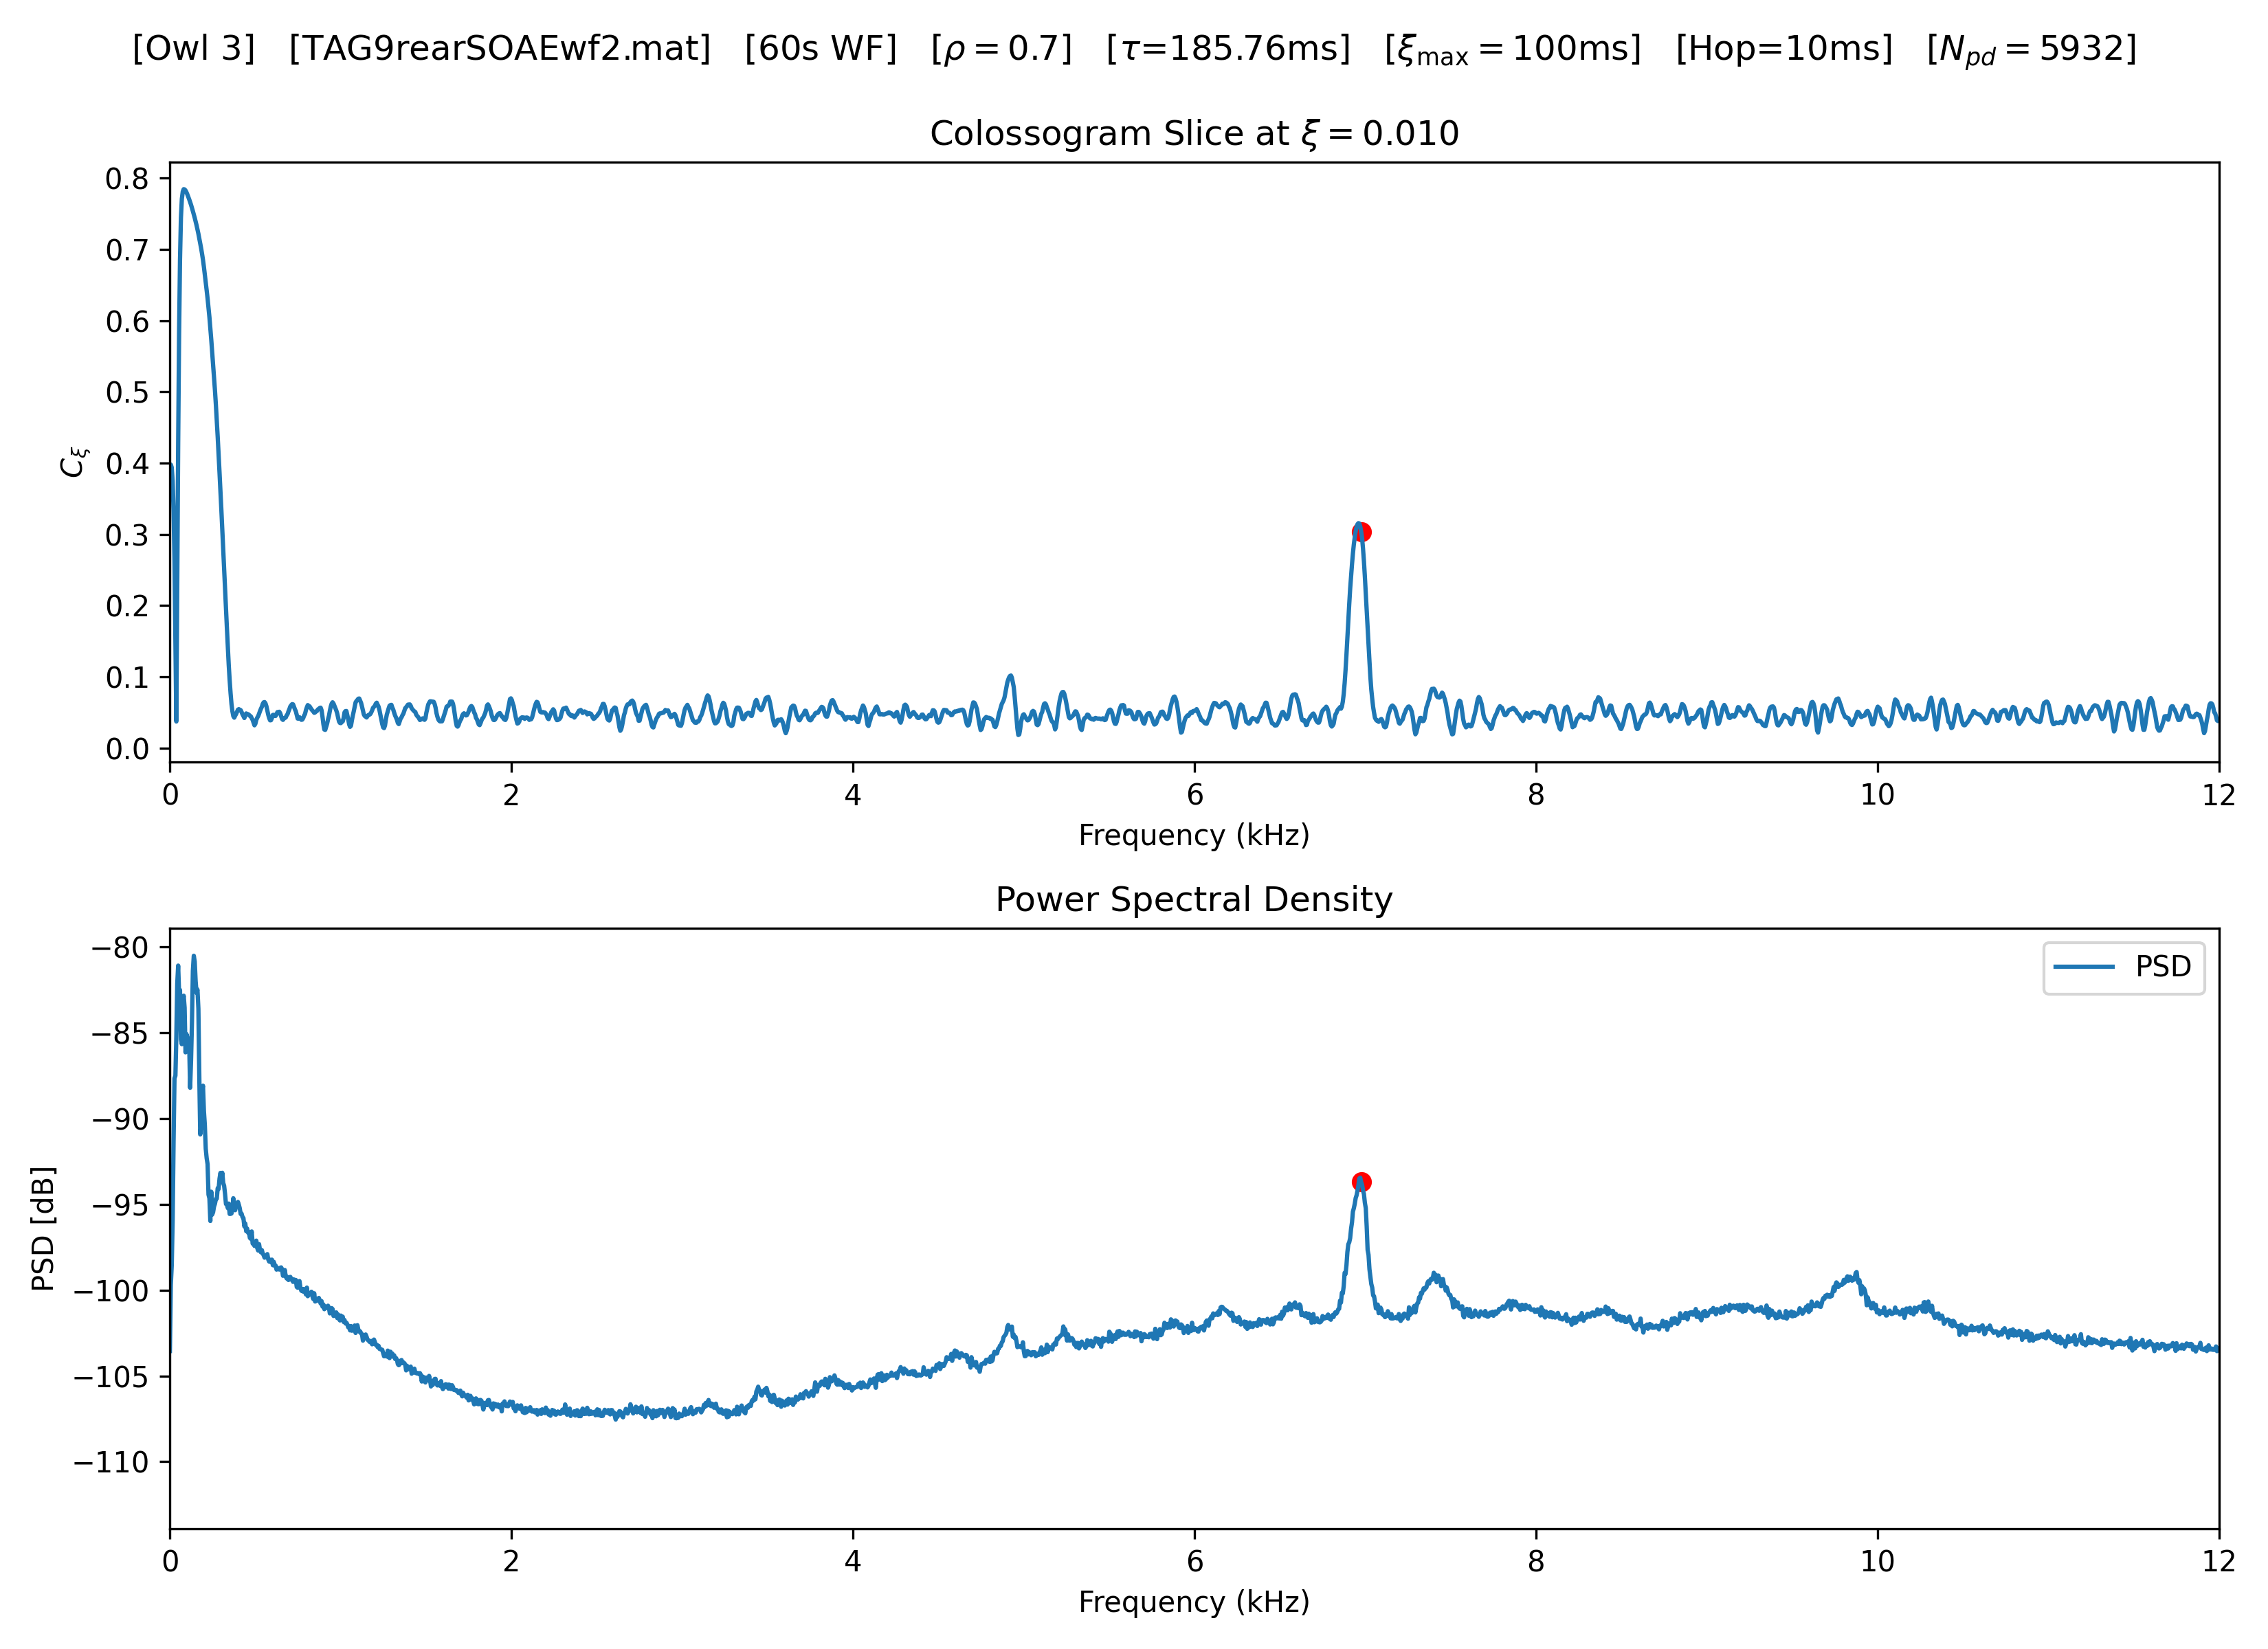 [Owl 3] [TAG9rearSOAEwf2.mat] [60s WF] [ρ = 0.7] [τ=185.76ms] [ξmax = 100ms] [Hop=10ms] [Npd = 5932]
Colossogram Slice at ξ = 0.010
0.8
0.7
0.6
0.5
0.4
0.3
0.2
0.1
0.0
Cξ
0 2 4 6 8 10 12
Frequency (kHz)
Power Spectral Density
PSD
−80
−85
−90
−95
−100
−105
−110
PSD [dB]
0 2 4 6 8 10 12
Frequency (kHz)